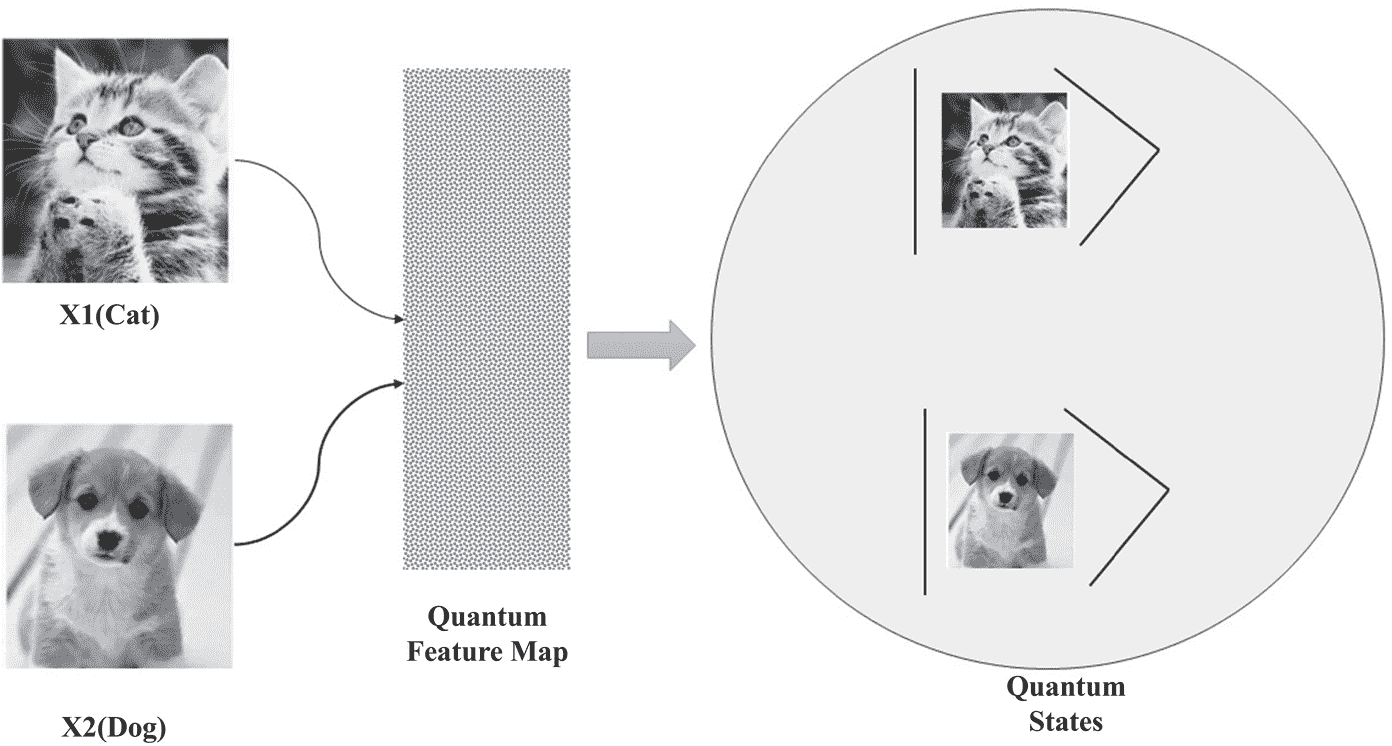 X1(Cat)
Quantum
Feature Map
X2(Dog)
Quantum
States